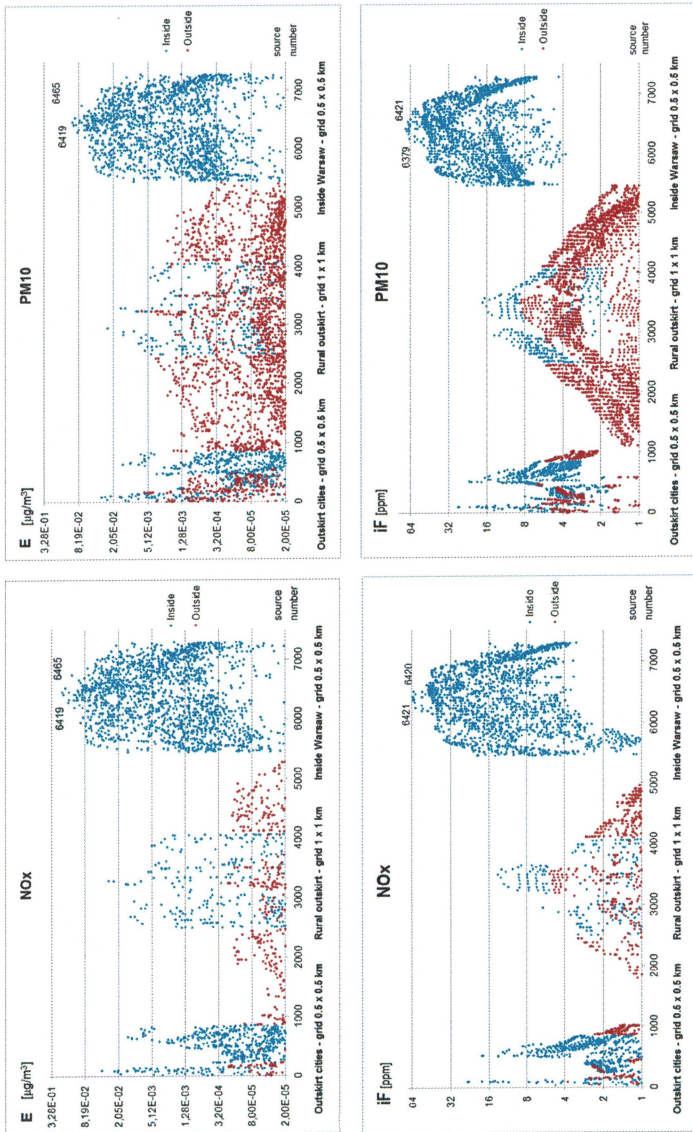 E [µg/m³]
NOx
3,28E-01
8,19E-02
2,05E-02
5,12E-03
1,28E-03
3,20E-04
8,00E-05
2,00E-05
6419
6465
Inside
Outside
0 1000 2000 3000 4000 5000 6000 7000
source number
Outskirt cities - grid 0.5 x 0.5 km
Rural outskirt - grid 1 x 1 km
Inside Warsaw - grid 0.5 x 0.5 km
E [µg/m³]
PM10
3,28E-01
8,19E-02
2,05E-02
5,12E-03
1,28E-03
3,20E-04
8,00E-05
2,00E-05
6419
6465
Inside
Outside
0 1000 2000 3000 4000 5000 6000 7000
source number
Outskirt cities - grid 0.5 x 0.5 km
Rural outskirt - grid 1 x 1 km
Inside Warsaw - grid 0.5 x 0.5 km
iF [ppm]
NOx
64
32
16
8
4
2
1
6421
6420
Inside
Outside
0 1000 2000 3000 4000 5000 6000 7000
source number
Outskirt cities - grid 0.5 x 0.5 km
Rural outskirt - grid 1 x 1 km
Inside Warsaw - grid 0.5 x 0.5 km
iF [ppm]
PM10
64
32
16
8
4
2
1
6379
6421
Inside
Outside
0 1000 2000 3000 4000 5000 6000 7000
source number
Outskirt cities - grid 0.5 x 0.5 km
Rural outskirt - grid 1 x 1 km
Inside Warsaw - grid 0.5 x 0.5 km